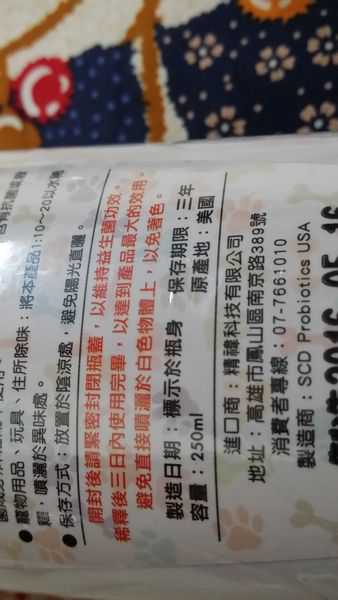 ●寵物用品、玩具、住所除味:將本產品1:10~20以水稀
釋,噴灑於異味處。
●保存方式:放置於陰涼處,避免陽光直曬。
開封後請緊密封閉瓶蓋,以維持益生菌功效。
稀釋後三日內使用完畢,以達到產品最大的效用。
避免直接噴灑於白色物體上,以免著色。
製造日期:標示於瓶身 保存期限:三年
容量:250ml 原產地:美國
進口商:精禕科技有限公司
地址:高雄市鳳山區南京路389號
消費者專線:07-7661010
製造商:SCD Probiotics USA
2016 05 16